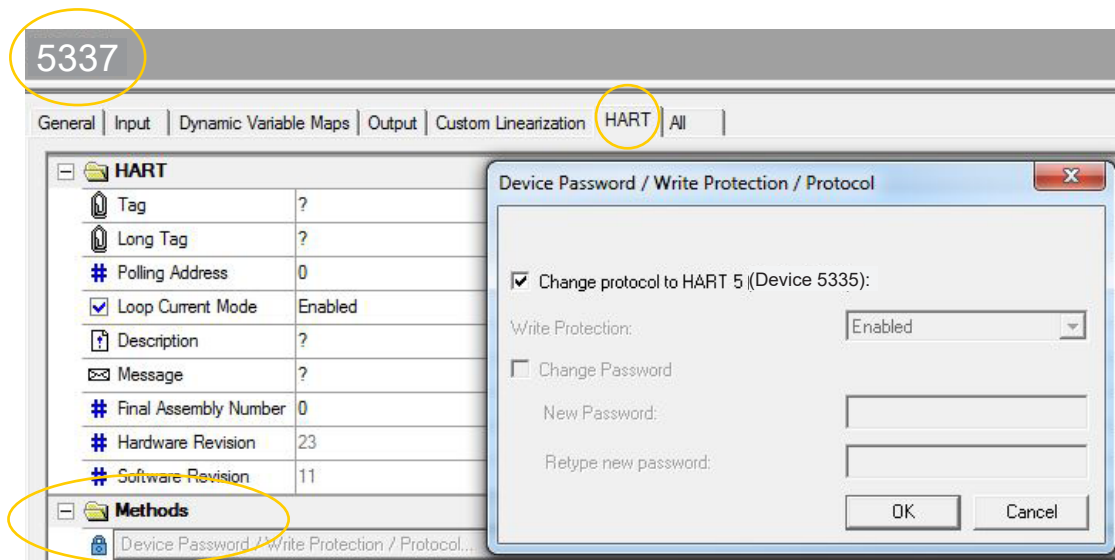 5337
General Input Dynamic Variable Maps Output Custom Linearization HART All
HART
Tag ?
Long Tag ?
Polling Address 0
Loop Current Mode Enabled
Description ?
Message ?
Final Assembly Number 0
Hardware Revision 23
Software Revision 11
Methods
Device Password / Write Protection / Protocol...
Device Password / Write Protection / Protocol
Change protocol to HART 5 (Device 5335):
Write Protection: Enabled
Change Password
New Password:
Retype new password:
OK Cancel